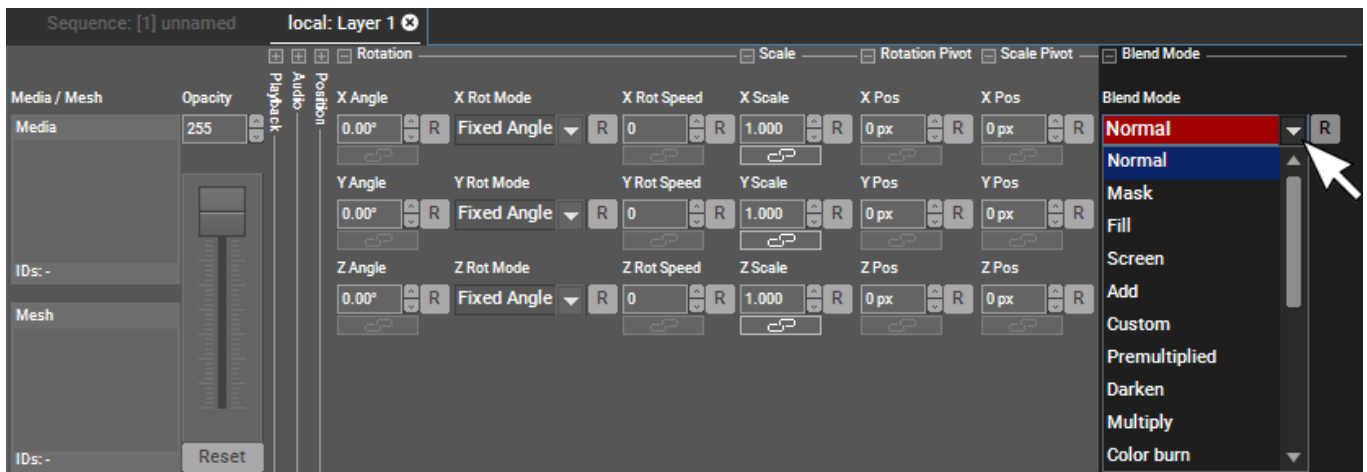 Sequence: [1] unnamed local: Layer 1
Rotation Scale Rotation Pivot Scale Pivot Blend Mode
Playback
Audio
Position
Media / Mesh Opacity X Angle X Rot Mode X Rot Speed X Scale X Pos X Pos Blend Mode
Media 255 0.00° R Fixed Angle R 0 R 1.000 R 0 px R 0 px R Normal R
Normal
Y Angle Y Rot Mode Y Rot Speed Y Scale Y Pos Y Pos
Mask
0.00° R Fixed Angle R 0 R 1.000 R 0 px R 0 px R
Fill
Screen
IDs: - Z Angle Z Rot Mode Z Rot Speed Z Scale Z Pos Z Pos
Add
0.00° R Fixed Angle R 0 R 1.000 R 0 px R 0 px R
Mesh
Custom
Premultiplied
Darken
Multiply
IDs: - Reset Color burn